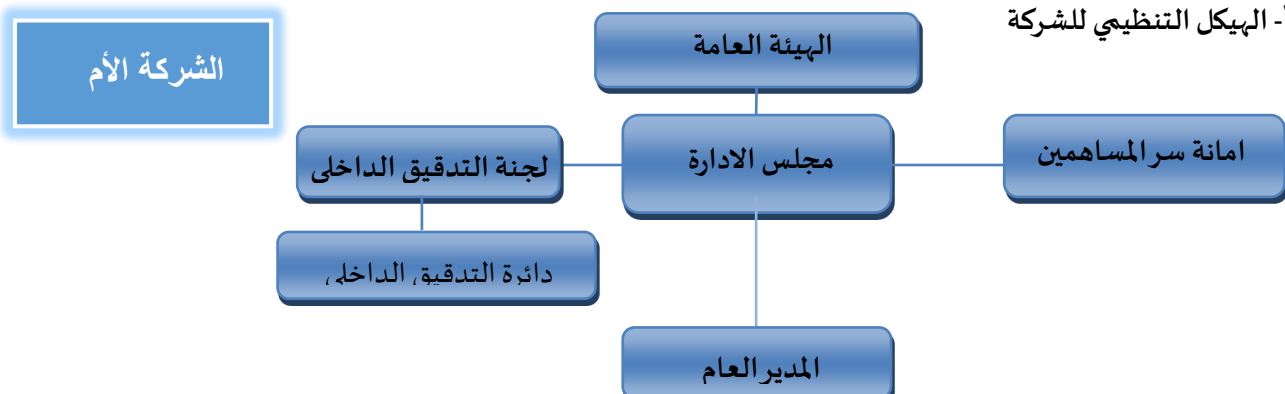 - الهيكل التنظيمي للشركة
الشركة الأم
الهيئة العامة
امانة سر المساهمين
مجلس الادارة
لجنة التدقيق الداخلي
دائرة التدقيق الداخلي
المدير العام